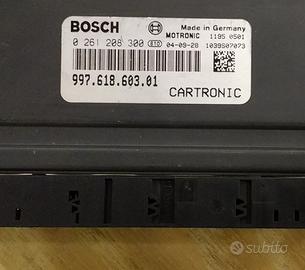 BOSCH
Made in Germany
MOTRONIC 1195 0501
0 261 208 300 04-09-28 1039S07073
997.618.603.01
CARTRONIC
subito